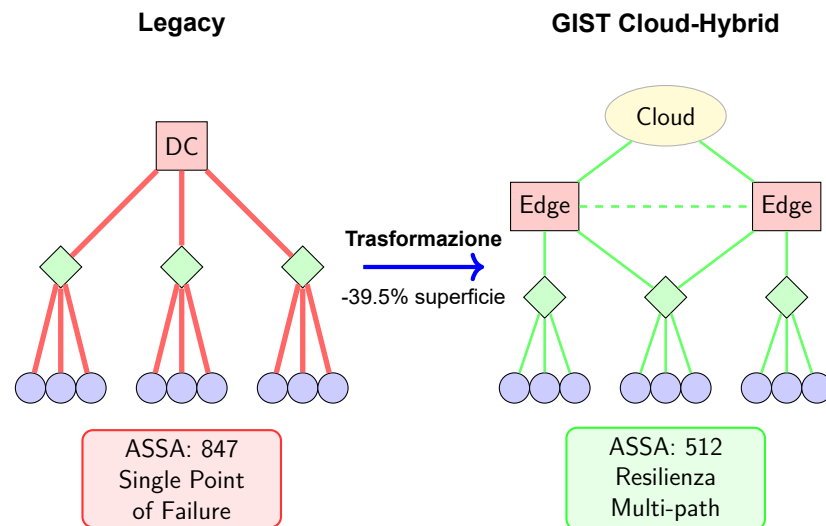 Legacy
GIST Cloud-Hybrid
DC
Cloud
Edge
Edge
Trasformazione
-39.5% superficie
ASSA: 847
Single Point
of Failure
ASSA: 512
Resilienza
Multi-path